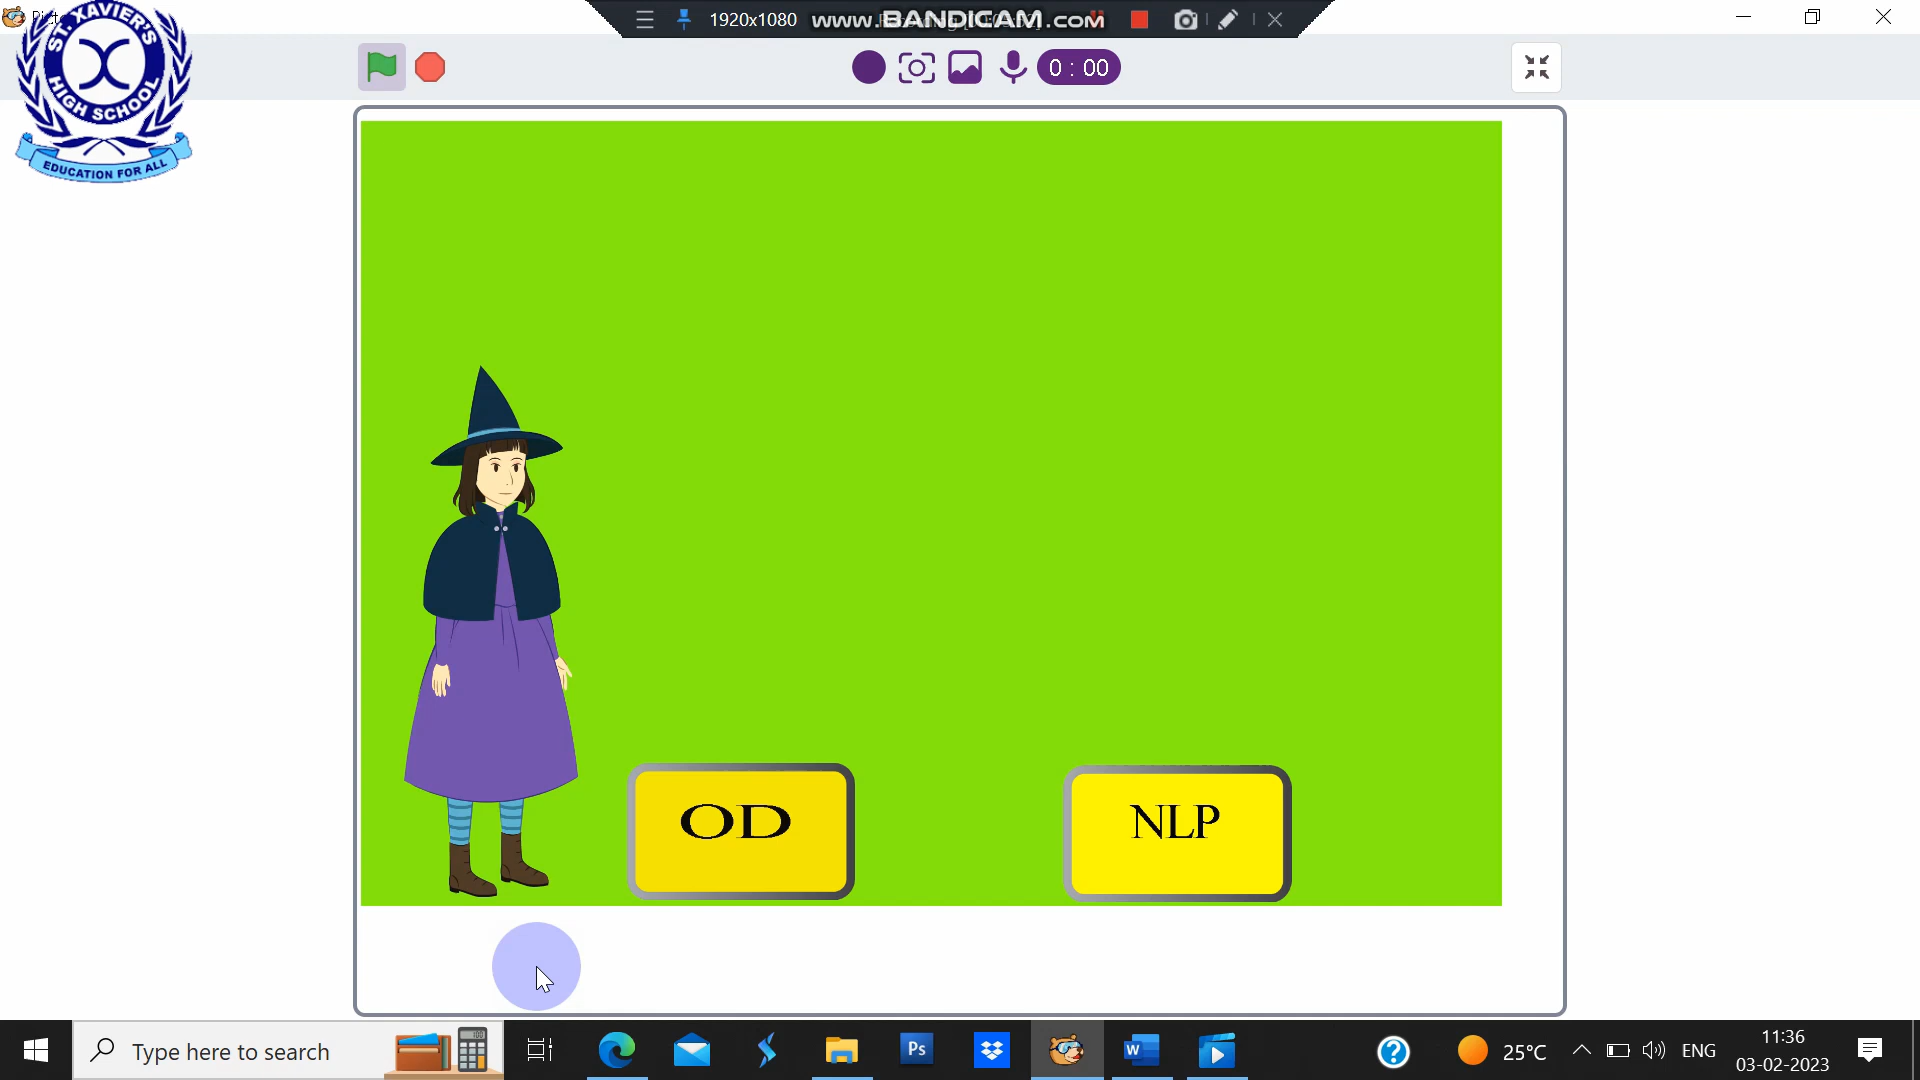 1920x1080
www.BANDICAM.com
ST. XAVIER'S
HIGH SCHOOL
EDUCATION FOR ALL
0 : 00
OD
NLP
Type here to search
Ps
W
25°C
ENG
11:36
03-02-2023